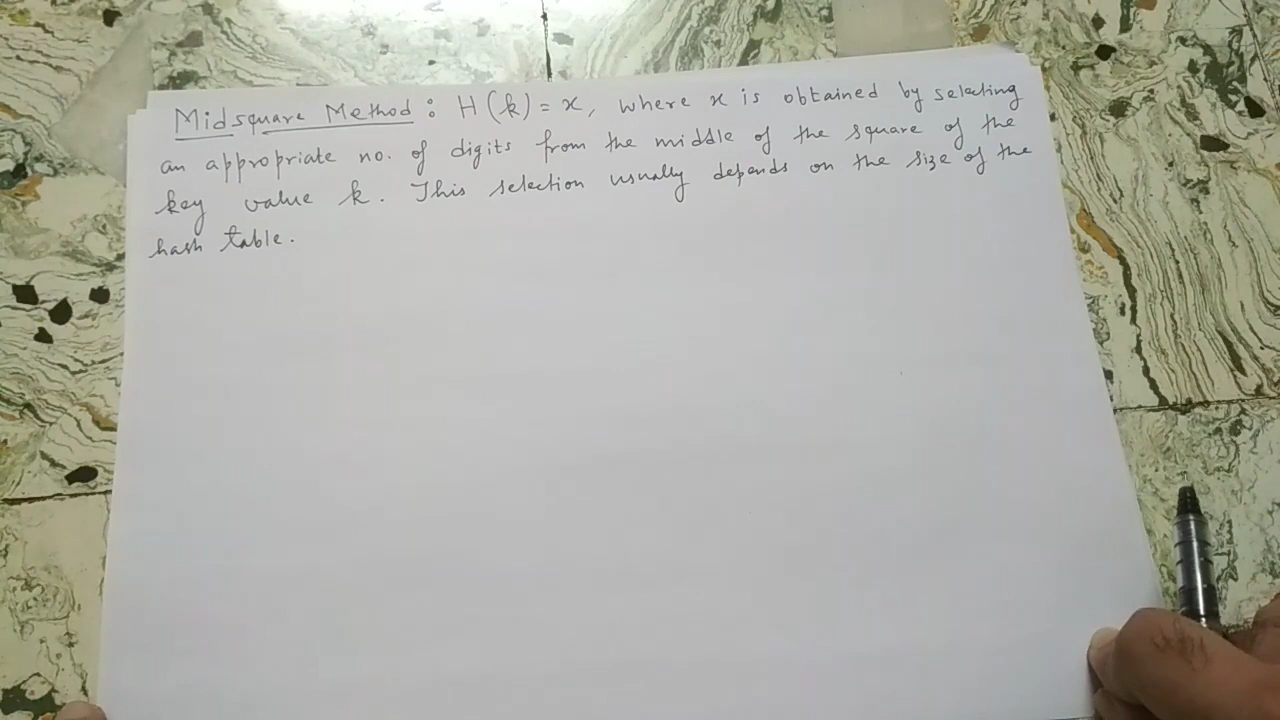 Midsquare Method : H(k) = x, where x is obtained by selecting
an appropriate no. of digits from the middle of the square of the
key value k. This selection usually depends on the size of the
hash table.